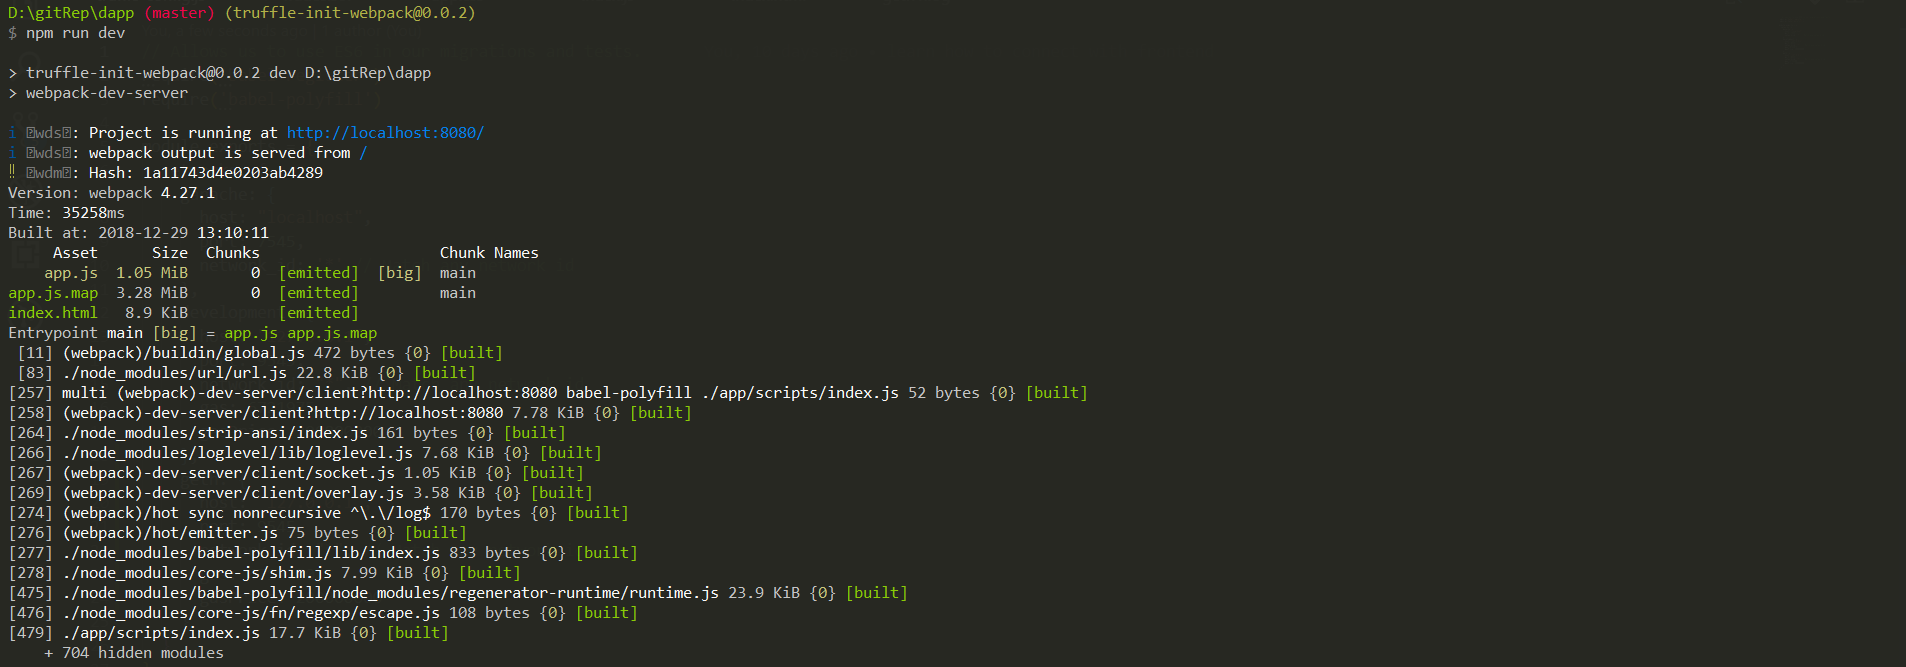 D:\gitRep\dapp (master) (truffle-init-webpack@0.0.2)
$ npm run dev
> truffle-init-webpack@0.0.2 dev D:\gitRep\dapp
> webpack-dev-server
i ⍰wds⍰: Project is running at http://localhost:8080/
i ⍰wds⍰: webpack output is served from /
‼ ⍰wdm⍰: Hash: 1a11743d4e0203ab4289
Version: webpack 4.27.1
Time: 35258ms
Built at: 2018-12-29 13:10:11
Asset Size Chunks Chunk Names
app.js 1.05 MiB 0 [emitted] [big] main
app.js.map 3.28 MiB 0 [emitted] main
index.html 8.9 KiB [emitted]
Entrypoint main [big] = app.js app.js.map
[11] (webpack)/buildin/global.js 472 bytes {0} [built]
[83] ./node_modules/url/url.js 22.8 KiB {0} [built]
[257] multi (webpack)-dev-server/client?http://localhost:8080 babel-polyfill ./app/scripts/index.js 52 bytes {0} [built]
[258] (webpack)-dev-server/client?http://localhost:8080 7.78 KiB {0} [built]
[264] ./node_modules/strip-ansi/index.js 161 bytes {0} [built]
[266] ./node_modules/loglevel/lib/loglevel.js 7.68 KiB {0} [built]
[267] (webpack)-dev-server/client/socket.js 1.05 KiB {0} [built]
[269] (webpack)-dev-server/client/overlay.js 3.58 KiB {0} [built]
[274] (webpack)/hot sync nonrecursive ^\.\/log$ 170 bytes {0} [built]
[276] (webpack)/hot/emitter.js 75 bytes {0} [built]
[277] ./node_modules/babel-polyfill/lib/index.js 833 bytes {0} [built]
[278] ./node_modules/core-js/shim.js 7.99 KiB {0} [built]
[475] ./node_modules/babel-polyfill/node_modules/regenerator-runtime/runtime.js 23.9 KiB {0} [built]
[476] ./node_modules/core-js/fn/regexp/escape.js 108 bytes {0} [built]
[479] ./app/scripts/index.js 17.7 KiB {0} [built]
+ 704 hidden modules